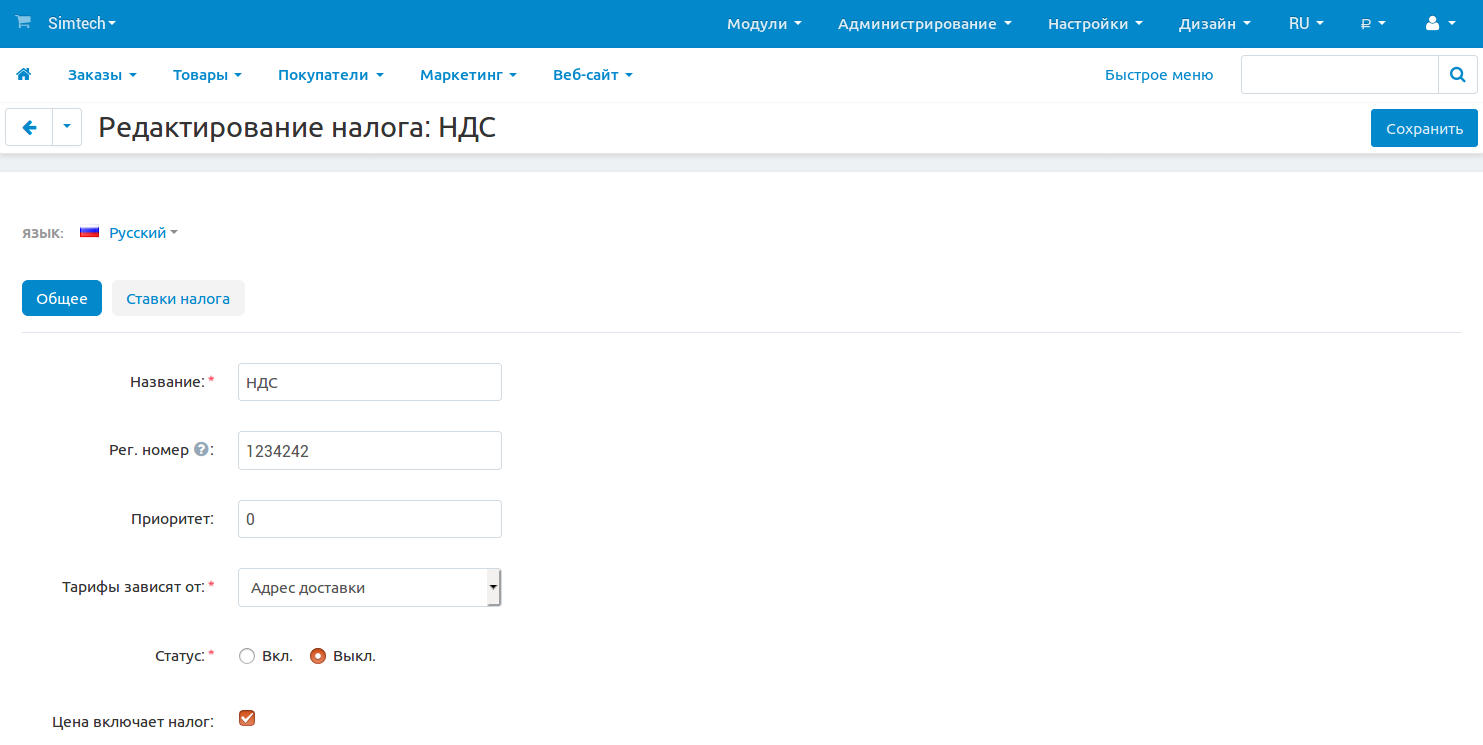 Simtech Модули Администрирование Настройки Дизайн RU ₽
Заказы Товары Покупатели Маркетинг Веб-сайт Быстрое меню
Редактирование налога: НДС Сохранить
ЯЗЫК: Русский
Общее Ставки налога
Название: * НДС
Рег. номер ?: 1234242
Приоритет: 0
Тарифы зависят от: * Адрес доставки
Статус: * Вкл. Выкл.
Цена включает налог: